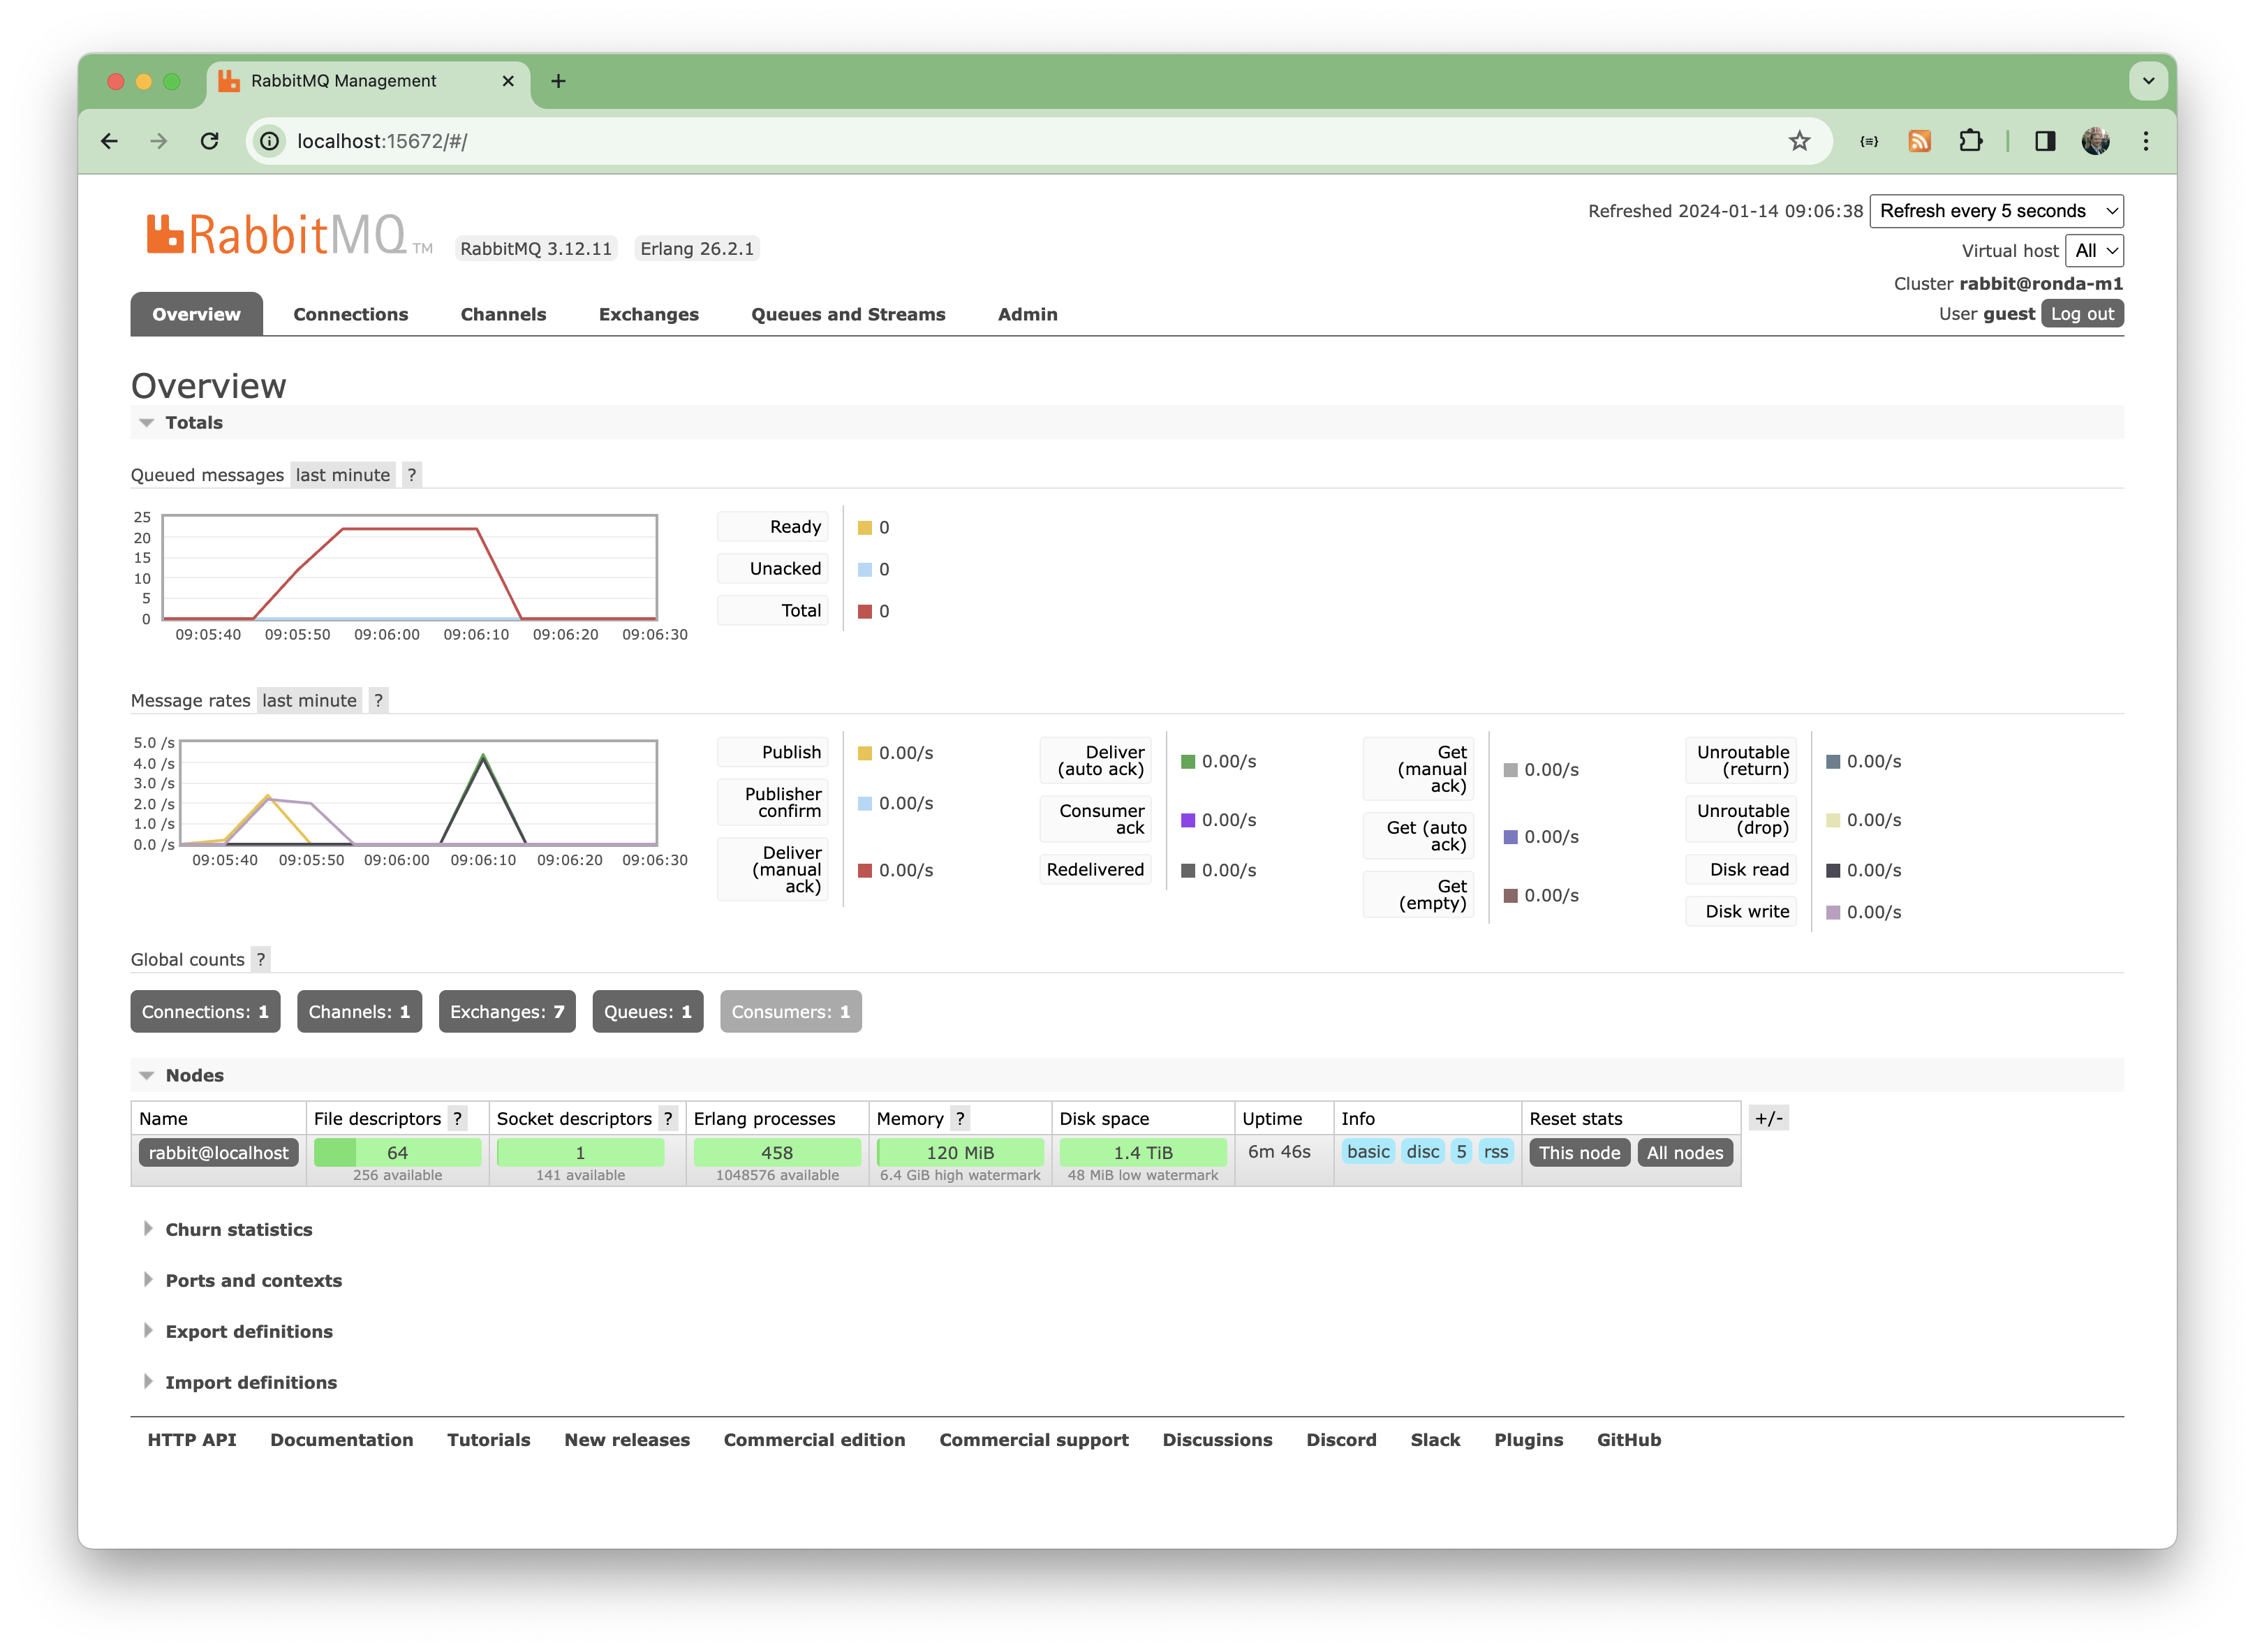 RabbitMQ Management
localhost:15672/#/
RabbitMQ TM RabbitMQ 3.12.11 Erlang 26.2.1
Refreshed 2024-01-14 09:06:38 Refresh every 5 seconds
Virtual host All
Cluster rabbit@ronda-m1
User guest Log out
Overview Connections Channels Exchanges Queues and Streams Admin
Overview
Totals
Queued messages last minute ?
25
20
15
10
5
0
09:05:40 09:05:50 09:06:00 09:06:10 09:06:20 09:06:30
Ready 0
Unacked 0
Total 0
Message rates last minute ?
5.0 /s
4.0 /s
3.0 /s
2.0 /s
1.0 /s
0.0 /s
09:05:40 09:05:50 09:06:00 09:06:10 09:06:20 09:06:30
Publish 0.00/s
Publisher
confirm 0.00/s
Deliver
(manual
ack) 0.00/s
Deliver
(auto ack) 0.00/s
Consumer
ack 0.00/s
Redelivered 0.00/s
Get
(manual
ack) 0.00/s
Get (auto
ack) 0.00/s
Get
(empty) 0.00/s
Unroutable
(return) 0.00/s
Unroutable
(drop) 0.00/s
Disk read 0.00/s
Disk write 0.00/s
Global counts ?
Connections: 1 Channels: 1 Exchanges: 7 Queues: 1 Consumers: 1
Nodes
Name File descriptors ? Socket descriptors ? Erlang processes Memory ? Disk space Uptime Info Reset stats +/-
rabbit@localhost 64 1 458 120 MiB 1.4 TiB 6m 46s basic disc 5 rss This node All nodes
256 available 141 available 1048576 available 6.4 GiB high watermark 48 MiB low watermark
Churn statistics
Ports and contexts
Export definitions
Import definitions
HTTP API Documentation Tutorials New releases Commercial edition Commercial support Discussions Discord Slack Plugins GitHub